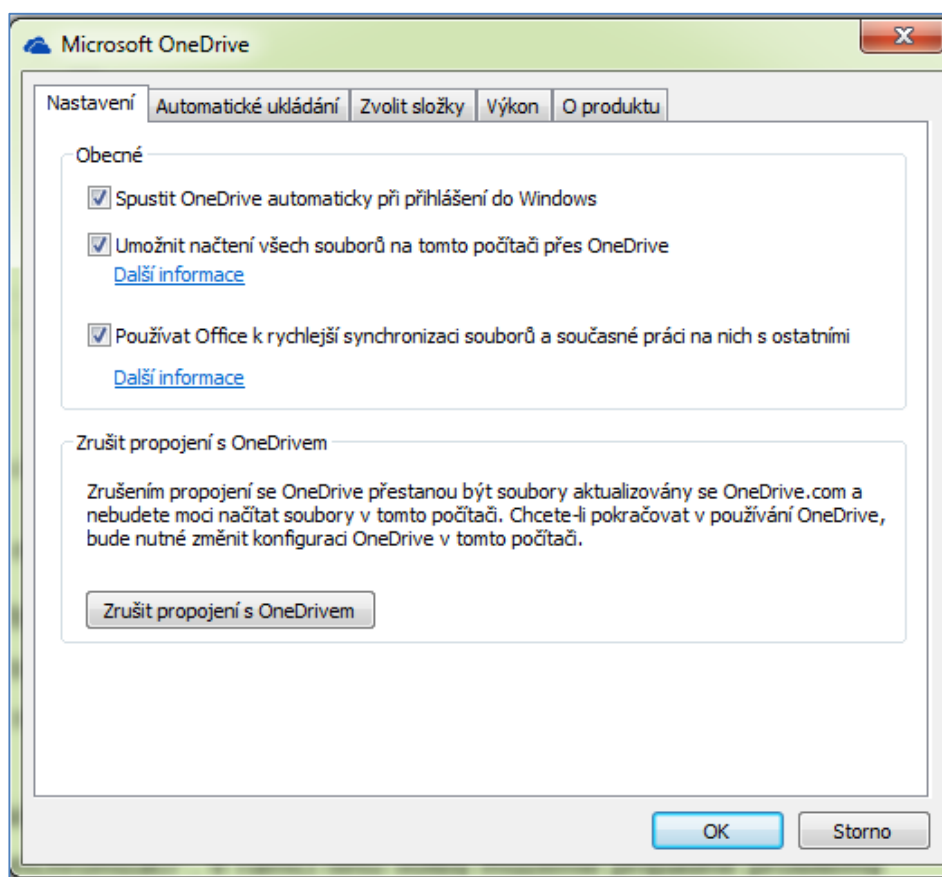 Microsoft OneDrive
Nastavení Automatické ukládání Zvolit složky Výkon O produktu
Obecné
Spustit OneDrive automaticky při přihlášení do Windows
Umožnit načtení všech souborů na tomto počítači přes OneDrive
Další informace
Používat Office k rychlejší synchronizaci souborů a současné práci na nich s ostatními
Další informace
Zrušit propojení s OneDrivem
Zrušením propojení se OneDrive přestanou být soubory aktualizovány se OneDrive.com a
nebudete moci načítat soubory v tomto počítači. Chcete-li pokračovat v používání OneDrive,
bude nutné změnit konfiguraci OneDrive v tomto počítači.
Zrušit propojení s OneDrivem
OK Storno